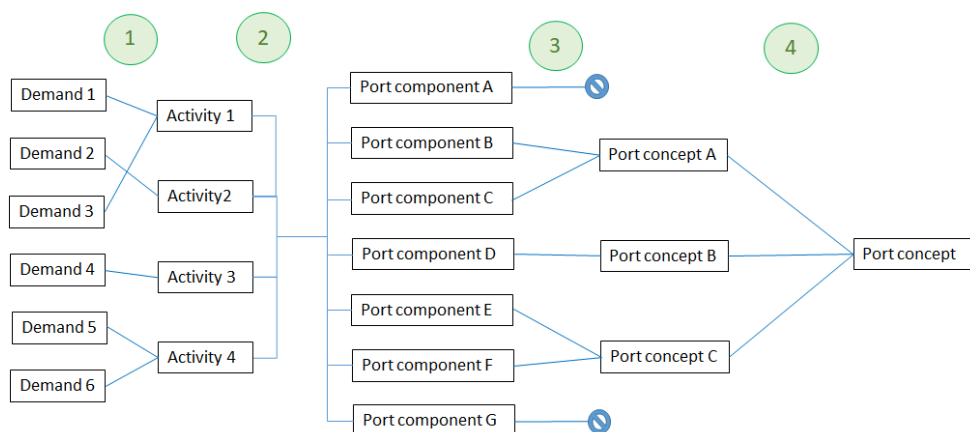 1
2
3
4
Demand 1
Demand 2
Demand 3
Demand 4
Demand 5
Demand 6
Activity 1
Activity2
Activity 3
Activity 4
Port component A
Port component B
Port component C
Port component D
Port component E
Port component F
Port component G
Port concept A
Port concept B
Port concept C
Port concept